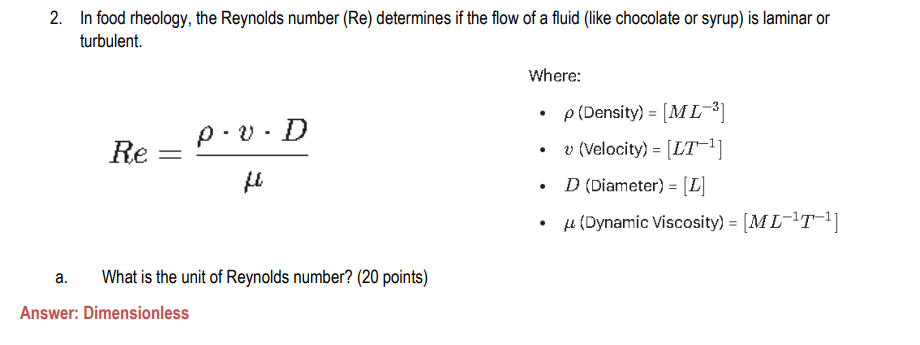 2. In food rheology, the Reynolds number (Re) determines if the flow of a fluid (like chocolate or syrup) is laminar or
turbulent.
Re = ρ · v · D / μ
Where:
• ρ (Density) = [ML⁻³]
• v (Velocity) = [LT⁻¹]
• D (Diameter) = [L]
• μ (Dynamic Viscosity) = [ML⁻¹T⁻¹]
a. What is the unit of Reynolds number? (20 points)
Answer: Dimensionless